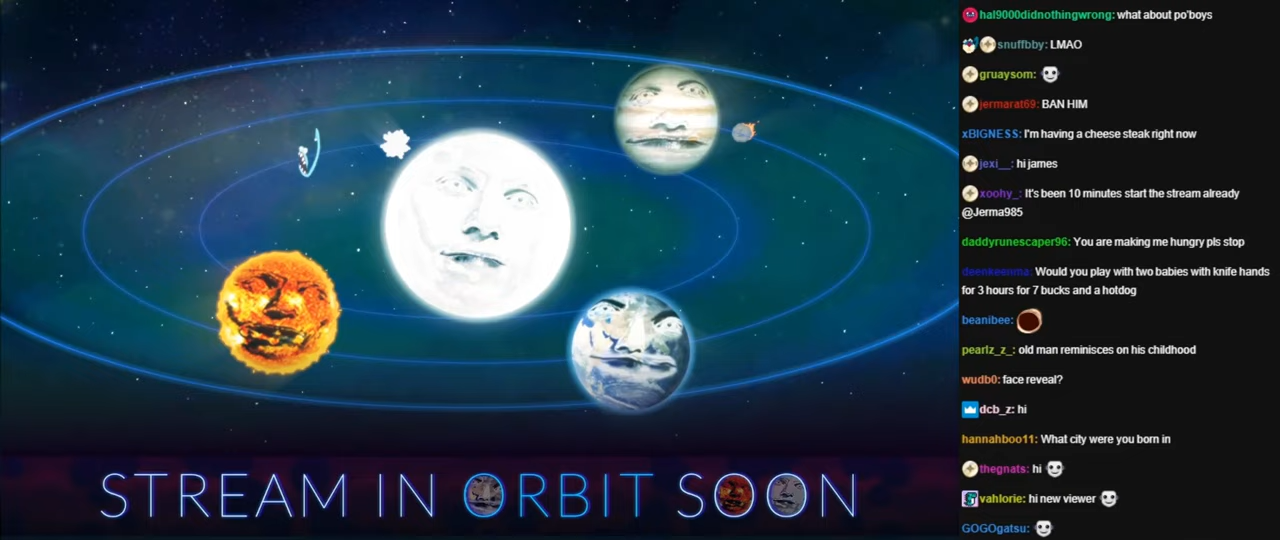 STREAM IN ORBIT SOON
hal9000didnothingwrong: what about po'boys
snuffbby: LMAO
gruaysom:
jermarat69: BAN HIM
xBIGNESS: I'm having a cheese steak right now
jexi__: hi james
xoohy_: It's been 10 minutes start the stream already
@Jerma985
daddyrunescaper96: You are making me hungry pls stop
deenkeenma: Would you play with two babies with knife hands
for 3 hours for 7 bucks and a hotdog
beanibee:
pearlz_z_: old man reminisces on his childhood
wudb0: face reveal?
dcb_z: hi
hannahboo11: What city were you born in
thegnats: hi
vahlorie: hi new viewer
GOGOgatsu: